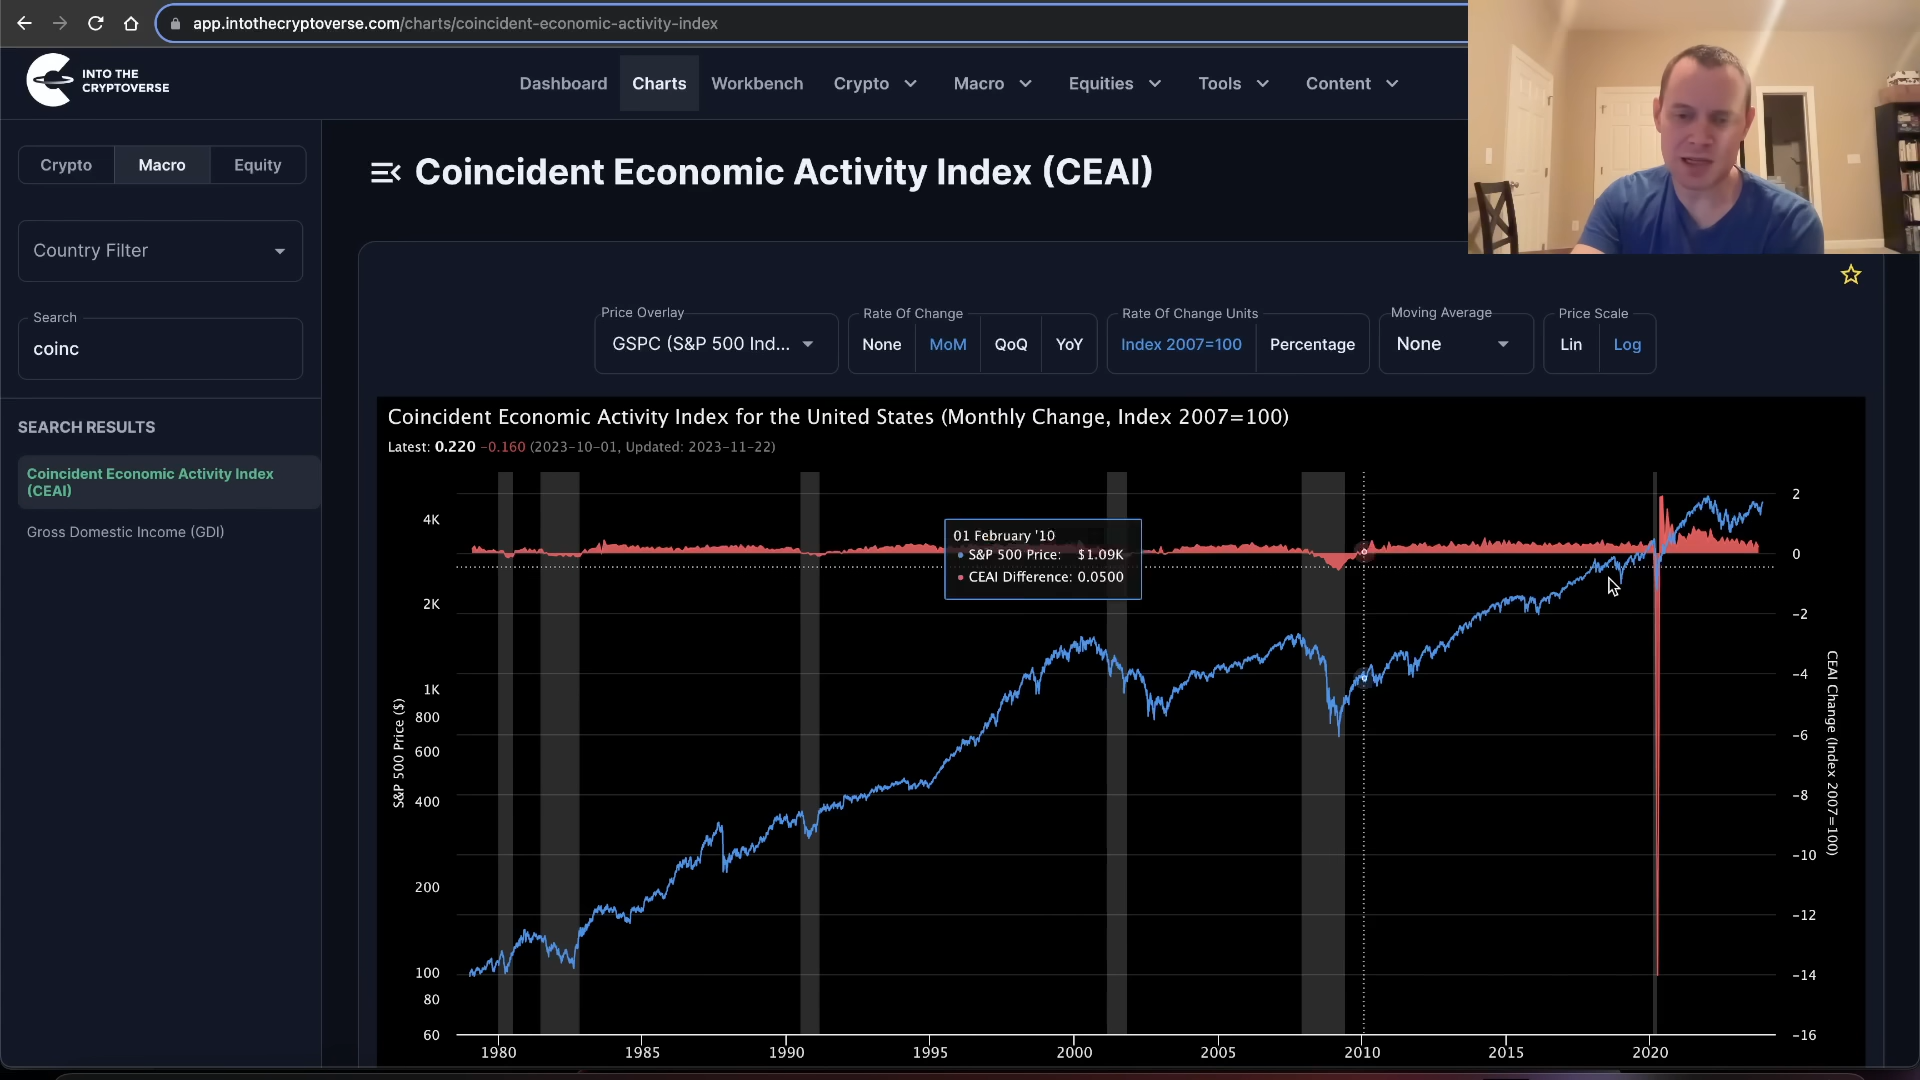 app.intothecryptoverse.com/charts/coincident-economic-activity-index
INTO THE
CRYPTOVERSE
Dashboard
Charts
Workbench
Crypto
Macro
Equities
Tools
Content
Crypto
Macro
Equity
Country Filter
Search
coinc
SEARCH RESULTS
Coincident Economic Activity Index
(CEAI)
Gross Domestic Income (GDI)
Coincident Economic Activity Index (CEAI)
Price Overlay
GSPC (S&P 500 Ind...
Rate Of Change
None
MoM
QoQ
YoY
Rate Of Change Units
Index 2007=100
Percentage
Moving Average
None
Price Scale
Lin
Log
Coincident Economic Activity Index for the United States (Monthly Change, Index 2007=100)
Latest: 0.220 -0.160 (2023-10-01, Updated: 2023-11-22)
01 February '10
S&P 500 Price: $1.09K
CEAI Difference: 0.0500
S&P 500 Price ($)
4K
2K
1K
800
600
400
200
100
80
60
2
0
-2
-4
-6
-8
-10
-12
-14
-16
CEAI Change (Index 2007=100)
1980
1985
1990
1995
2000
2005
2010
2015
2020